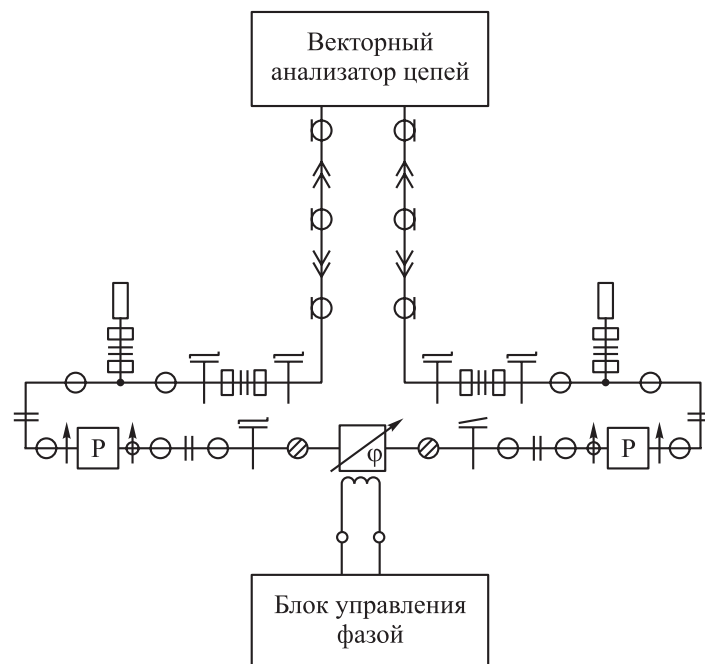 Векторный
анализатор цепей
P
φ
P
Блок управления
фазой